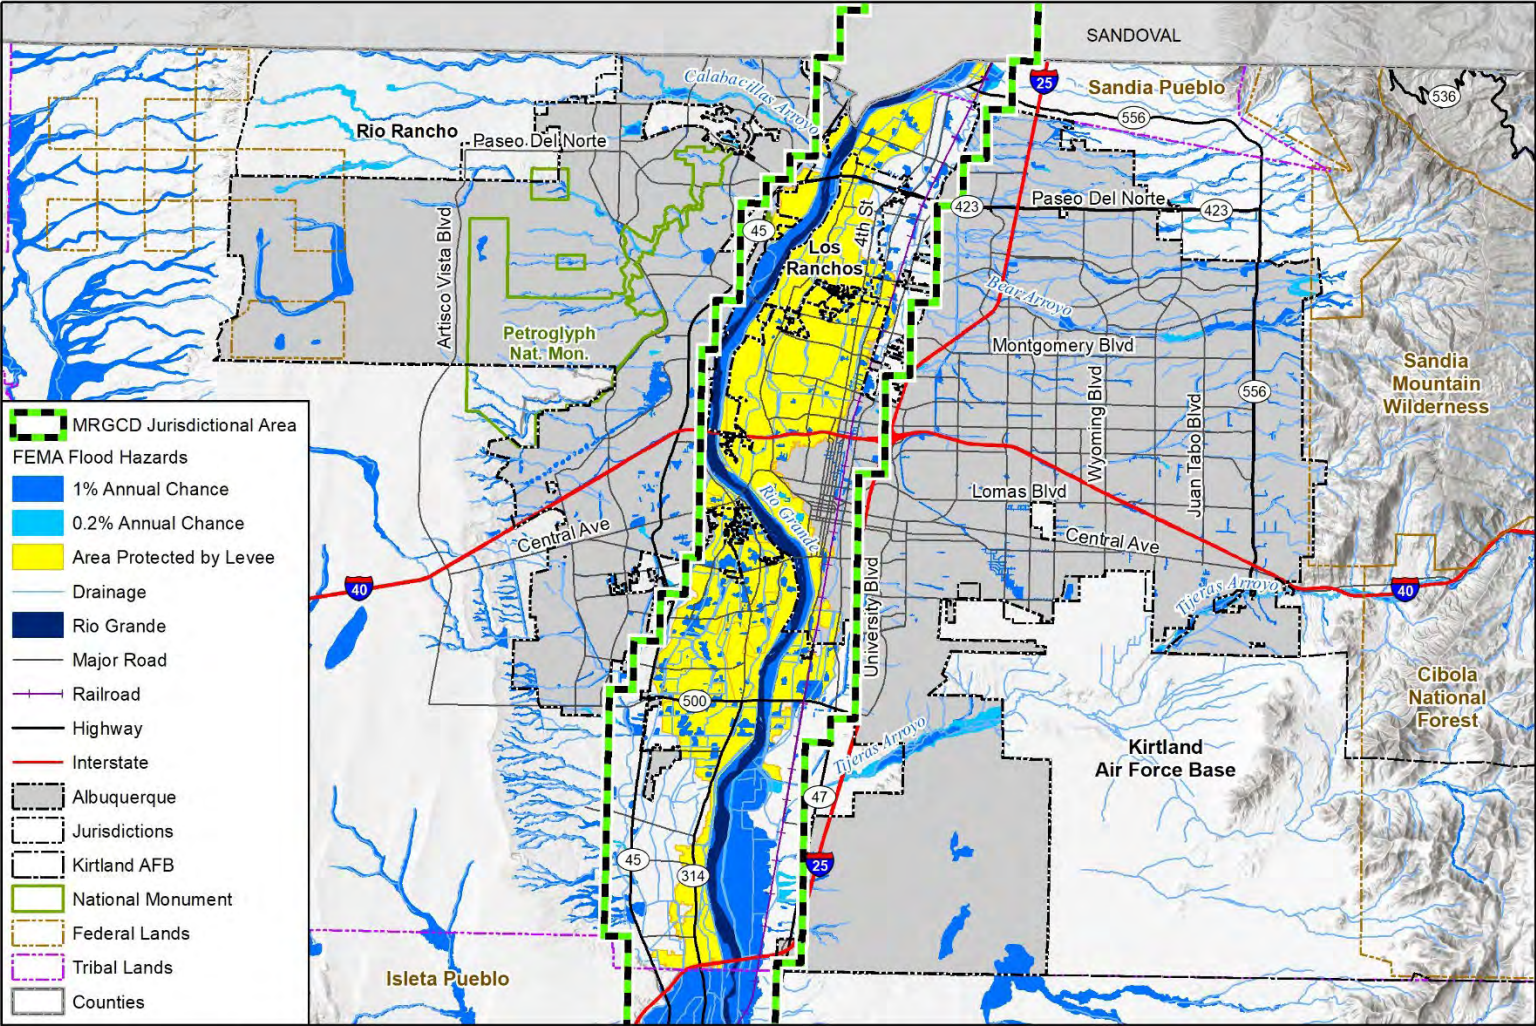 SANDOVAL
Calabacillas Arroyo
25
Sandia Pueblo
536
556
Rio Rancho
Paseo Del Norte
423
Paseo Del Norte
423
45
4th St
Los
Ranchos
Artisco Vista Blvd
Bear Arroyo
Petroglyph
Nat. Mon.
Montgomery Blvd
Sandia
Mountain
Wilderness
556
Wyoming Blvd
Juan Tabo Blvd
Lomas Blvd
Rio Grande
Central Ave
Central Ave
40
University Blvd
Tijeras Arroyo
40
500
Cibola
National
Forest
Tijeras Arroyo
Kirtland
Air Force Base
47
45
314
25
Isleta Pueblo
MRGCD Jurisdictional Area
FEMA Flood Hazards
1% Annual Chance
0.2% Annual Chance
Area Protected by Levee
Drainage
Rio Grande
Major Road
Railroad
Highway
Interstate
Albuquerque
Jurisdictions
Kirtland AFB
National Monument
Federal Lands
Tribal Lands
Counties